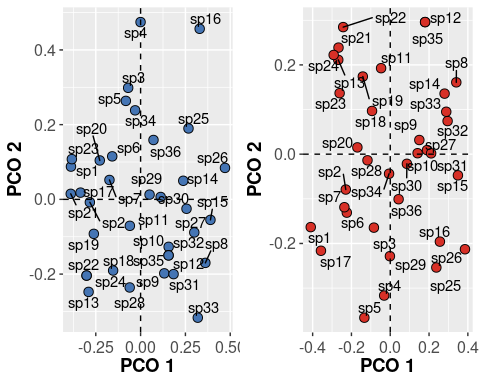 sp16
sp4
sp3
sp5
sp34
sp25
sp20
sp23
sp6
sp36
sp26
sp1
sp14
sp17
sp7
sp30
sp15
sp2
sp11
sp27
sp19
sp10
sp8
sp22
sp18
sp35
sp12
sp24
sp9
sp31
sp13
sp28
sp33
0.4
0.2
0.0
-0.2
-0.25
0.00
0.25
0.50
PCO 1
PCO 2
sp22
sp12
sp21
sp35
sp24
sp11
sp8
sp13
sp14
sp23
sp19
sp33
sp18
sp32
sp20
sp9
sp27
sp2
sp10
sp31
sp34
sp30
sp15
sp7
sp36
sp6
sp1
sp3
sp16
sp17
sp29
sp26
sp4
sp25
sp5
0.2
0.0
-0.2
-0.4
-0.2
0.0
0.2
0.4
PCO 1
PCO 2